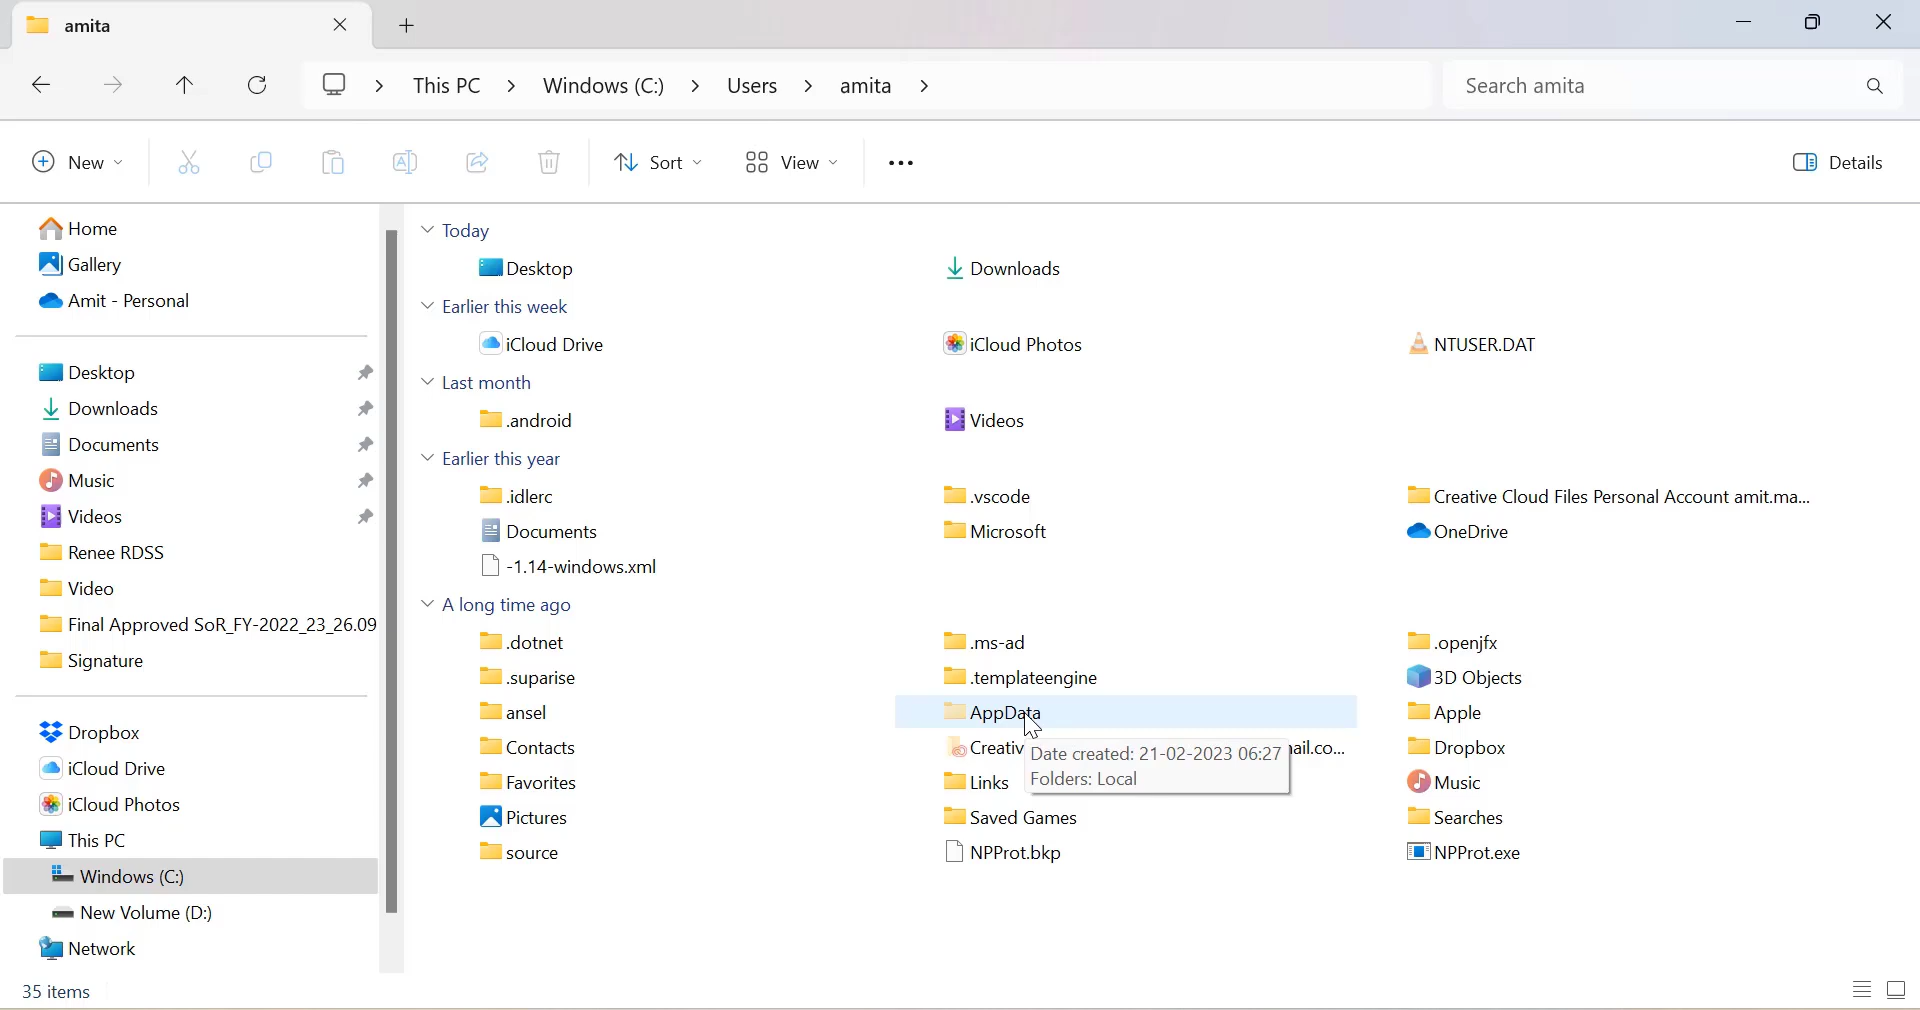 amita
This PC > Windows (C:) > Users > amita >
Search amita
New
Sort
View
Details
Home
Gallery
Amit - Personal
Desktop
Downloads
Documents
Music
Videos
Renee RDSS
Video
Final Approved SoR_FY-2022_23_26.09
Signature
Dropbox
iCloud Drive
iCloud Photos
This PC
Windows (C:)
New Volume (D:)
Network
Today
Desktop Downloads
Earlier this week
iCloud Drive iCloud Photos NTUSER.DAT
Last month
.android Videos
Earlier this year
.idlerc .vscode Creative Cloud Files Personal Account amit.ma...
Documents Microsoft OneDrive
-1.14-windows.xml
A long time ago
.dotnet .ms-ad .openjfx
.suparise .templateengine 3D Objects
ansel AppData Apple
Contacts Dropbox
Date created: 21-02-2023 06:27
Folders: Local
Favorites Links Music
Pictures Saved Games Searches
source NPProt.bkp NPProt.exe
35 items